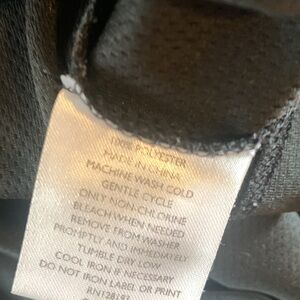 100% POLYESTER
MADE IN CHINA
MACHINE WASH COLD
GENTLE CYCLE
ONLY NON-CHLORINE
BLEACH WHEN NEEDED
REMOVE FROM WASHER
PROMPTLY AND IMMEDIATELY
TUMBLE DRY LOW
COOL IRON IF NECESSARY
DO NOT IRON LABEL OR PRINT